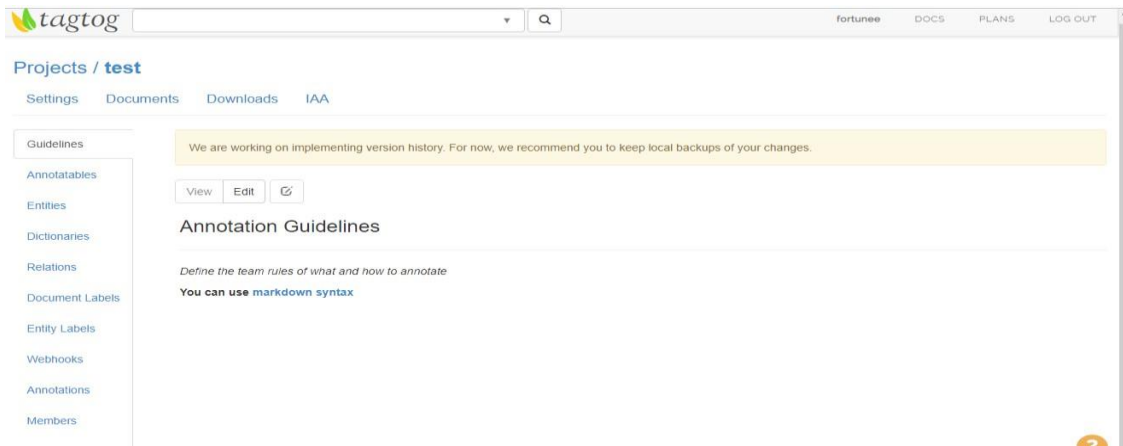 tagtog
fortunee DOCS PLANS LOG OUT
Projects / test
Settings Documents Downloads IAA
Guidelines
Annotatables
Entities
Dictionaries
Relations
Document Labels
Entity Labels
Webhooks
Annotations
Members
We are working on implementing version history. For now, we recommend you to keep local backups of your changes.
View Edit
Annotation Guidelines
Define the team rules of what and how to annotate
You can use markdown syntax
?